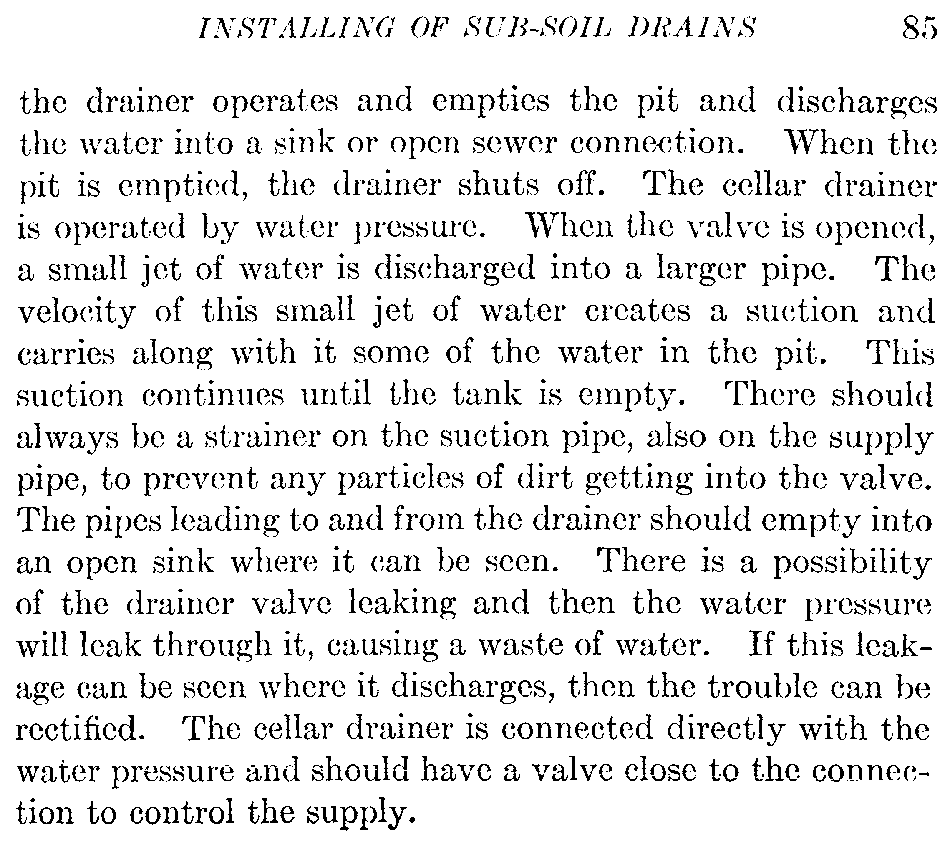 INSTALLING OF SUB-SOIL DRAINS 85
the drainer operates and empties the pit and discharges
the water into a sink or open sewer connection. When the
pit is emptied, the drainer shuts off. The cellar drainer
is operated by water pressure. When the valve is opened,
a small jet of water is discharged into a larger pipe. The
velocity of this small jet of water creates a suction and
carries along with it some of the water in the pit. This
suction continues until the tank is empty. There should
always be a strainer on the suction pipe, also on the supply
pipe, to prevent any particles of dirt getting into the valve.
The pipes leading to and from the drainer should empty into
an open sink where it can be seen. There is a possibility
of the drainer valve leaking and then the water pressure
will leak through it, causing a waste of water. If this leak-
age can be seen where it discharges, then the trouble can be
rectified. The cellar drainer is connected directly with the
water pressure and should have a valve close to the connec-
tion to control the supply.